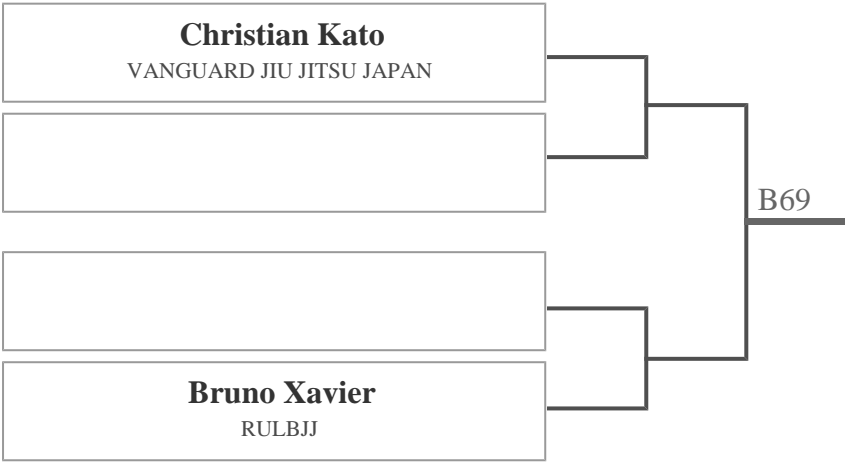 Christian Kato
VANGUARD JIU JITSU JAPAN
B69
Bruno Xavier
RULBJJ